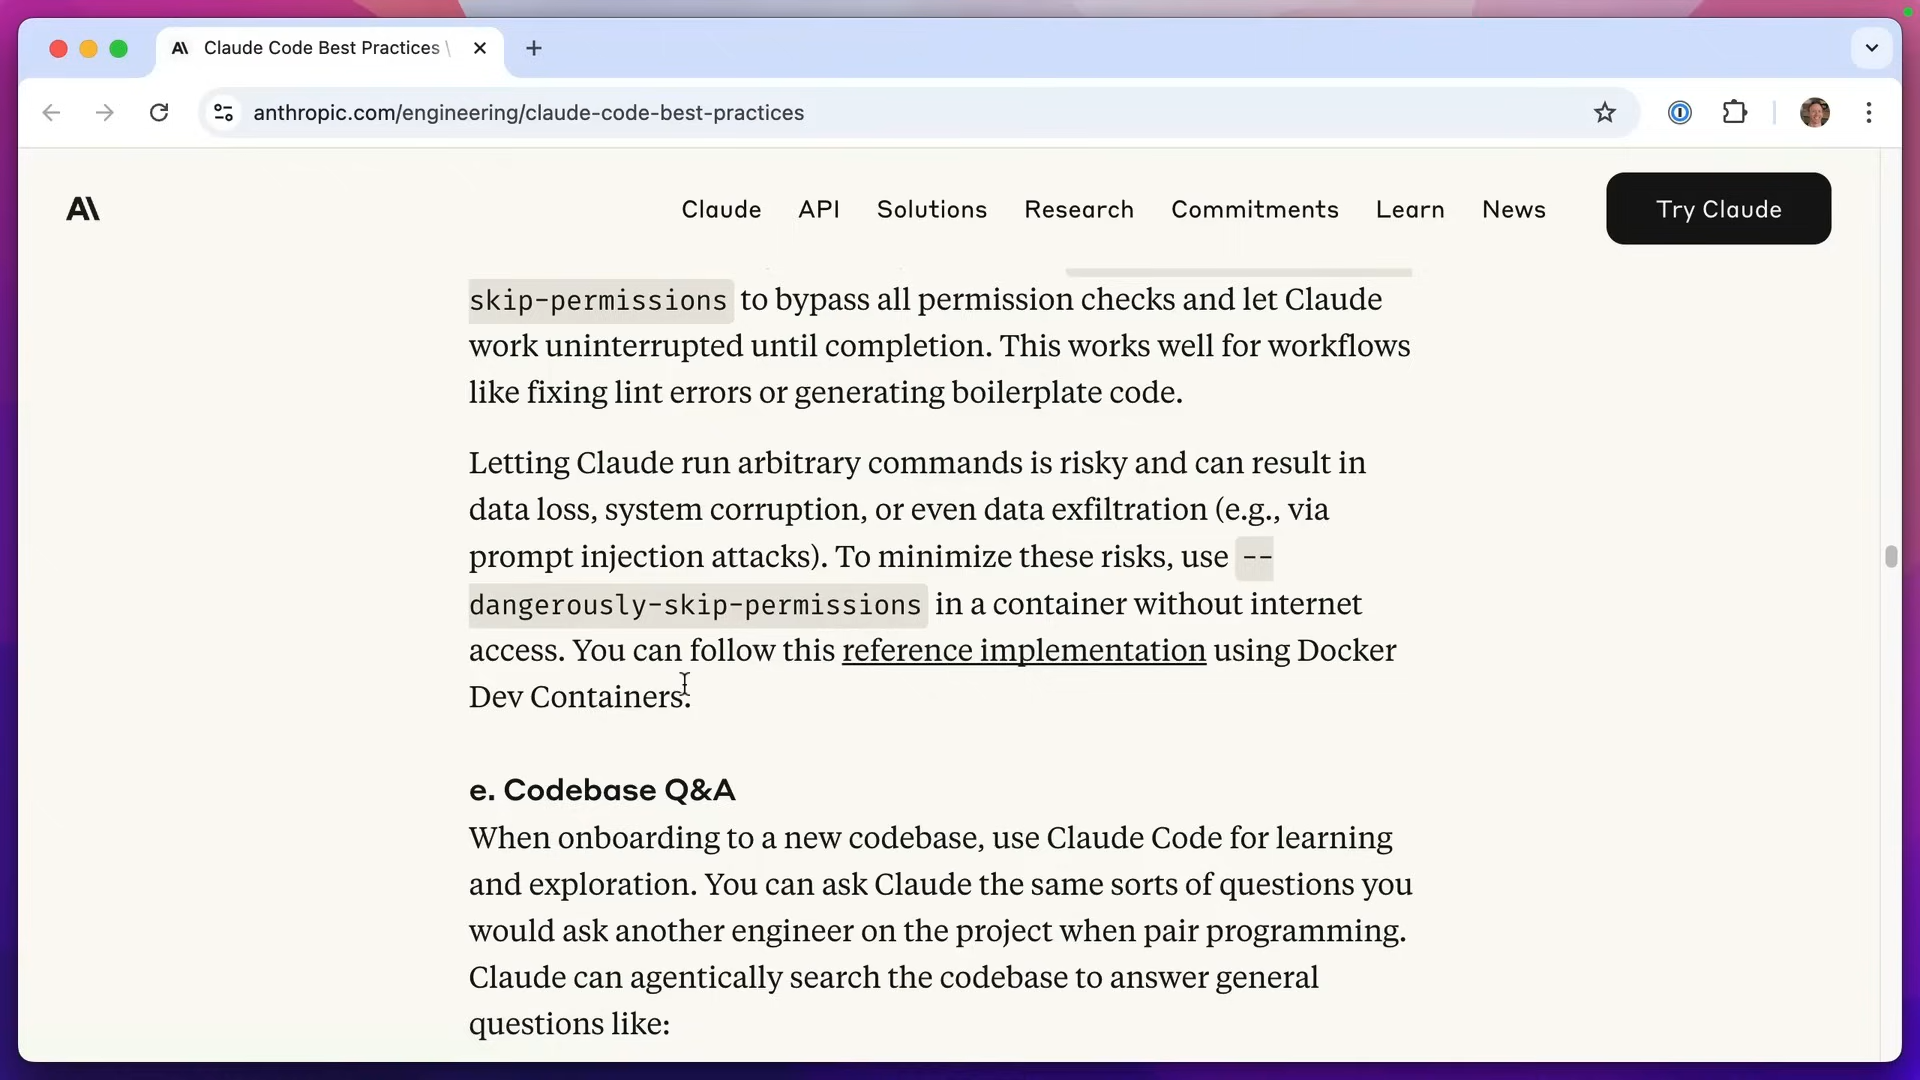 Claude Code Best Practices \
anthropic.com/engineering/claude-code-best-practices
Claude API Solutions Research Commitments Learn News Try Claude
skip-permissions to bypass all permission checks and let Claude
work uninterrupted until completion. This works well for workflows
like fixing lint errors or generating boilerplate code.
Letting Claude run arbitrary commands is risky and can result in
data loss, system corruption, or even data exfiltration (e.g., via
prompt injection attacks). To minimize these risks, use --
dangerously-skip-permissions in a container without internet
access. You can follow this reference implementation using Docker
Dev Containers.
e. Codebase Q&A
When onboarding to a new codebase, use Claude Code for learning
and exploration. You can ask Claude the same sorts of questions you
would ask another engineer on the project when pair programming.
Claude can agentically search the codebase to answer general
questions like: